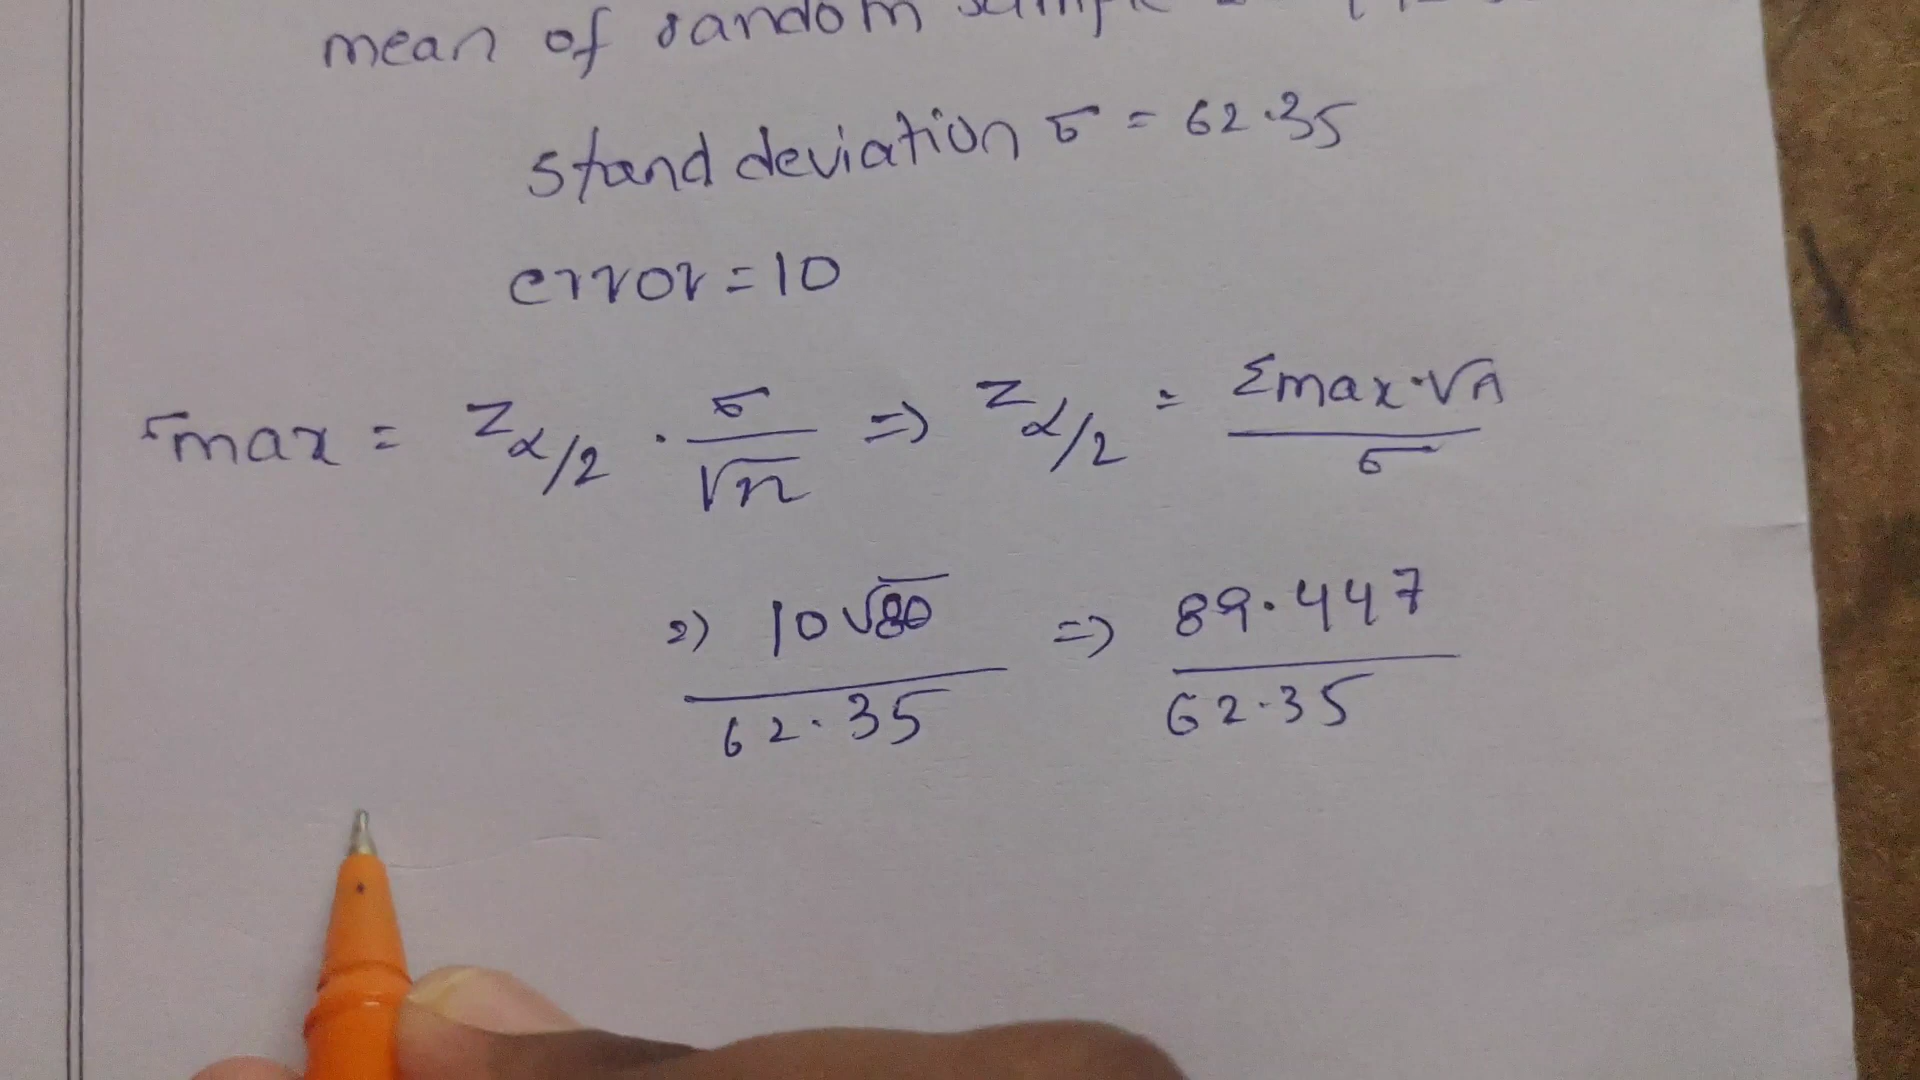 mean of random
stand deviation σ = 62.35
error = 10
Emax = Zα/2 . σ/√n => Zα/2 = Emax.√n/σ
=> 10√80/62.35 => 89.447/62.35